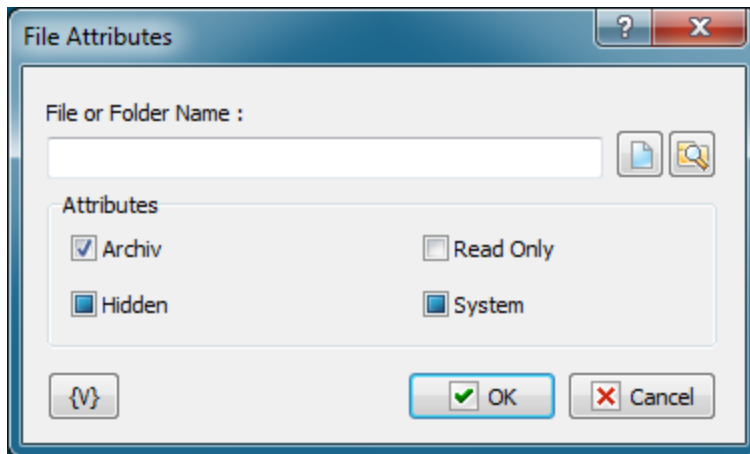 File Attributes ?
File or Folder Name :
Attributes
Archiv Read Only
Hidden System
{V} OK Cancel